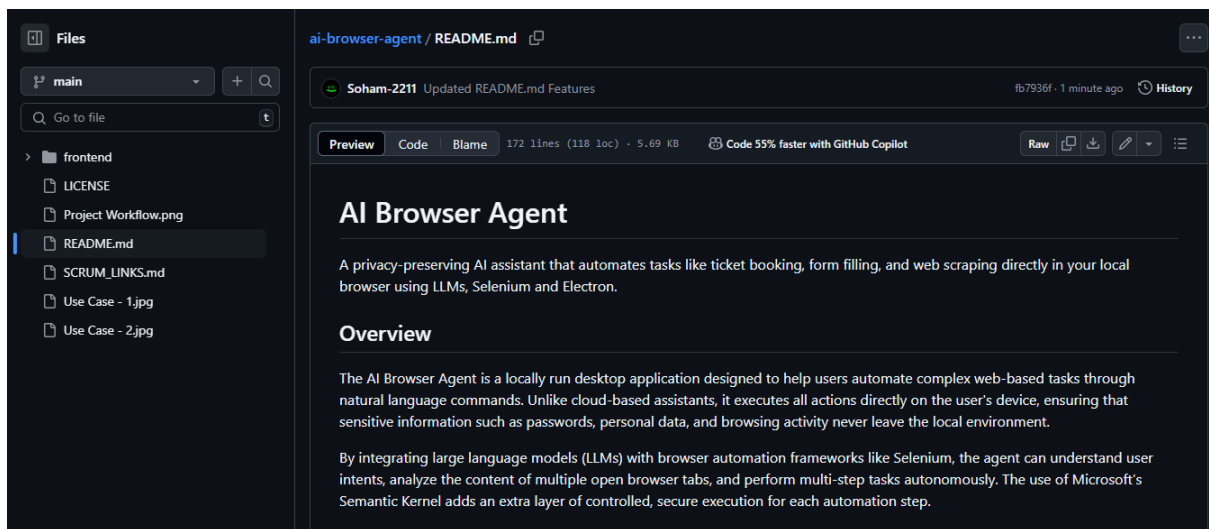 Files
main
Go to file
t
frontend
LICENSE
Project Workflow.png
README.md
SCRUM_LINKS.md
Use Case - 1.jpg
Use Case - 2.jpg
ai-browser-agent / README.md
Soham-2211 Updated README.md Features
fb7936f · 1 minute ago
History
Preview
Code
Blame
172 lines (118 loc) · 5.69 KB
Code 55% faster with GitHub Copilot
Raw
AI Browser Agent
A privacy-preserving AI assistant that automates tasks like ticket booking, form filling, and web scraping directly in your local
browser using LLMs, Selenium and Electron.
Overview
The AI Browser Agent is a locally run desktop application designed to help users automate complex web-based tasks through
natural language commands. Unlike cloud-based assistants, it executes all actions directly on the user's device, ensuring that
sensitive information such as passwords, personal data, and browsing activity never leave the local environment.
By integrating large language models (LLMs) with browser automation frameworks like Selenium, the agent can understand user
intents, analyze the content of multiple open browser tabs, and perform multi-step tasks autonomously. The use of Microsoft's
Semantic Kernel adds an extra layer of controlled, secure execution for each automation step.